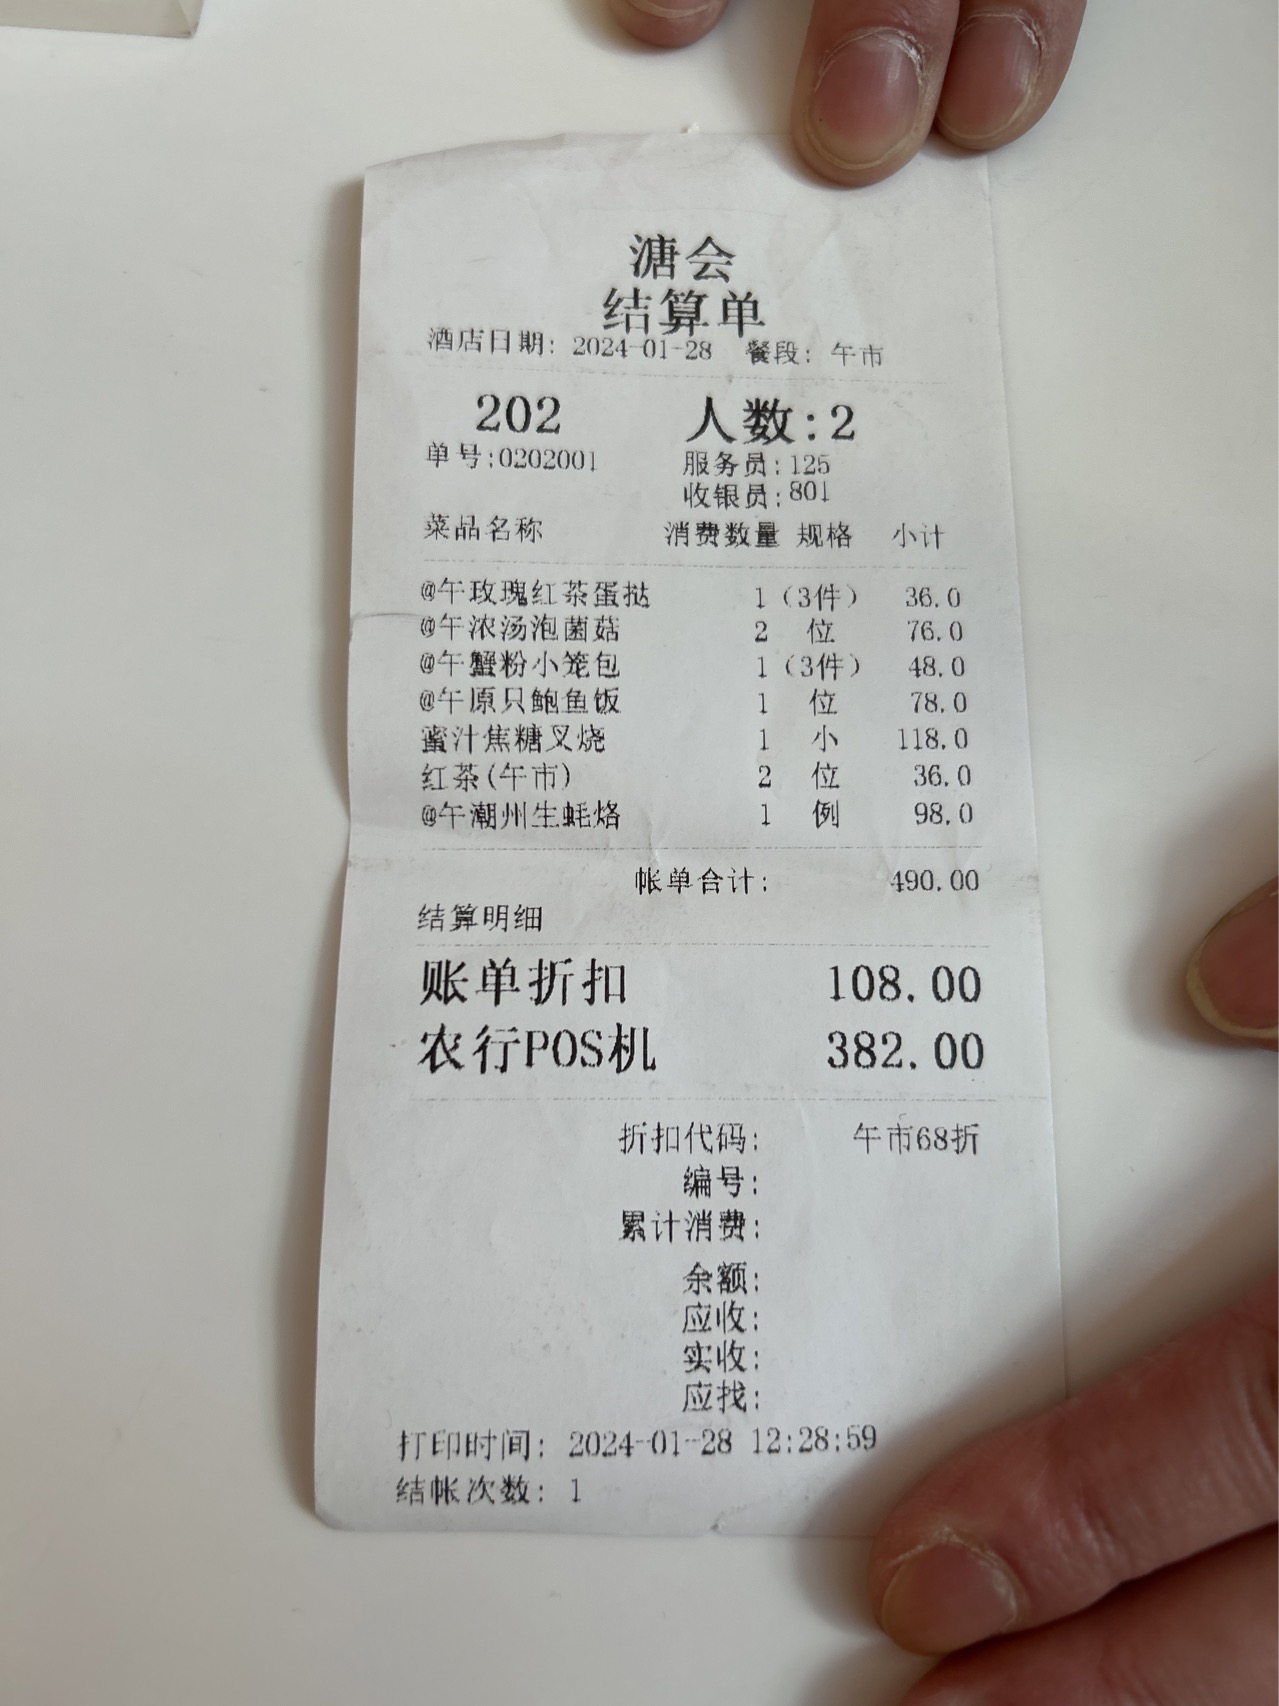 溏会
结算单
酒店日期: 2024-01-28 餐段: 午市
202 人数:2
单号:0202001 服务员:125
收银员:801
菜品名称 消费数量 规格 小计
@午玫瑰红茶蛋挞 1 (3件) 36.0
@午浓汤泡菌菇 2 位 76.0
@午蟹粉小笼包 1 (3件) 48.0
@午原只鲍鱼饭 1 位 78.0
蜜汁焦糖叉烧 1 小 118.0
红茶(午市) 2 位 36.0
@午潮州生蚝烙 1 例 98.0
帐单合计: 490.00
结算明细
账单折扣 108.00
农行POS机 382.00
折扣代码: 午市68折
编号:
累计消费:
余额:
应收:
实收:
应找:
打印时间: 2024-01-28 12:28:59
结帐次数: 1